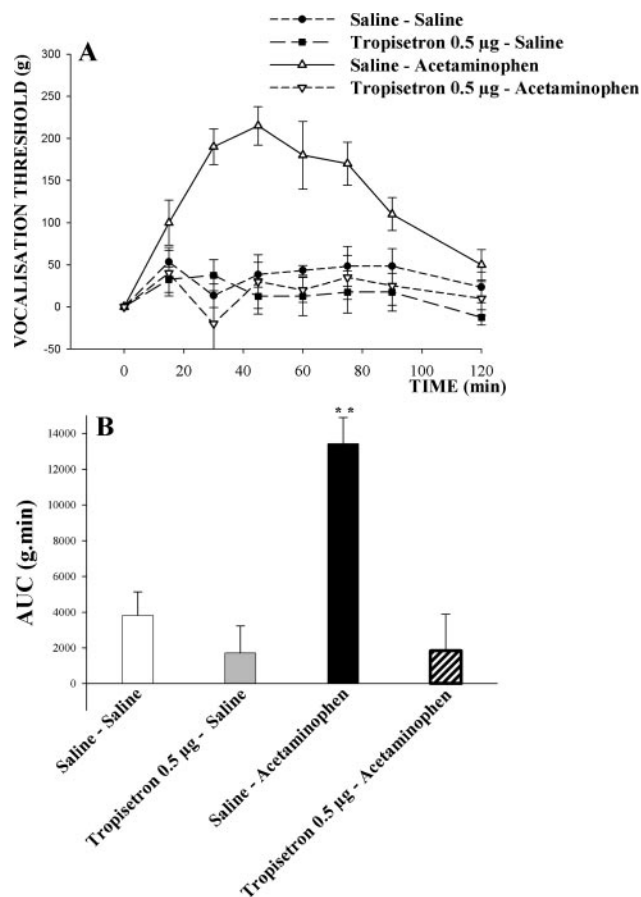 Saline - Saline
Tropisetron 0.5 µg - Saline
Saline - Acetaminophen
Tropisetron 0.5 µg - Acetaminophen
A
VOCALISATION THRESHOLD (g)
300
250
200
150
100
50
0
-50
0 20 40 60 80 100 120
TIME (min)
B
**
AUC (g.min)
14000
12000
10000
8000
6000
4000
2000
0
Saline - Saline
Tropisetron 0.5 µg - Saline
Saline - Acetaminophen
Tropisetron 0.5 µg - Acetaminophen